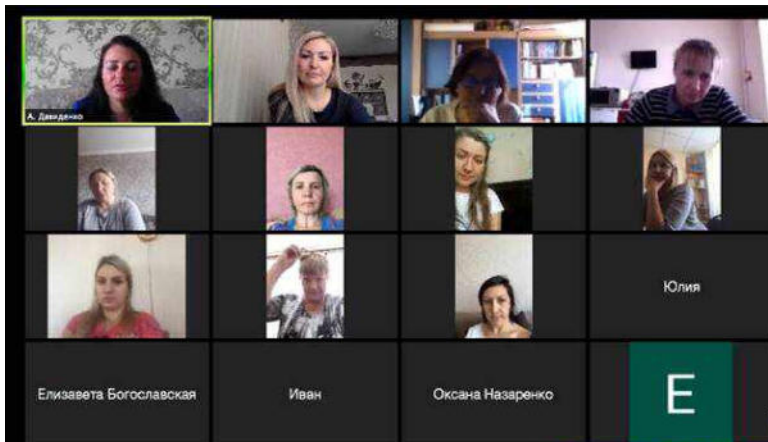 А. Давиденко
Юлия
Елизавета Богославская
Иван
Оксана Назаренко
Е